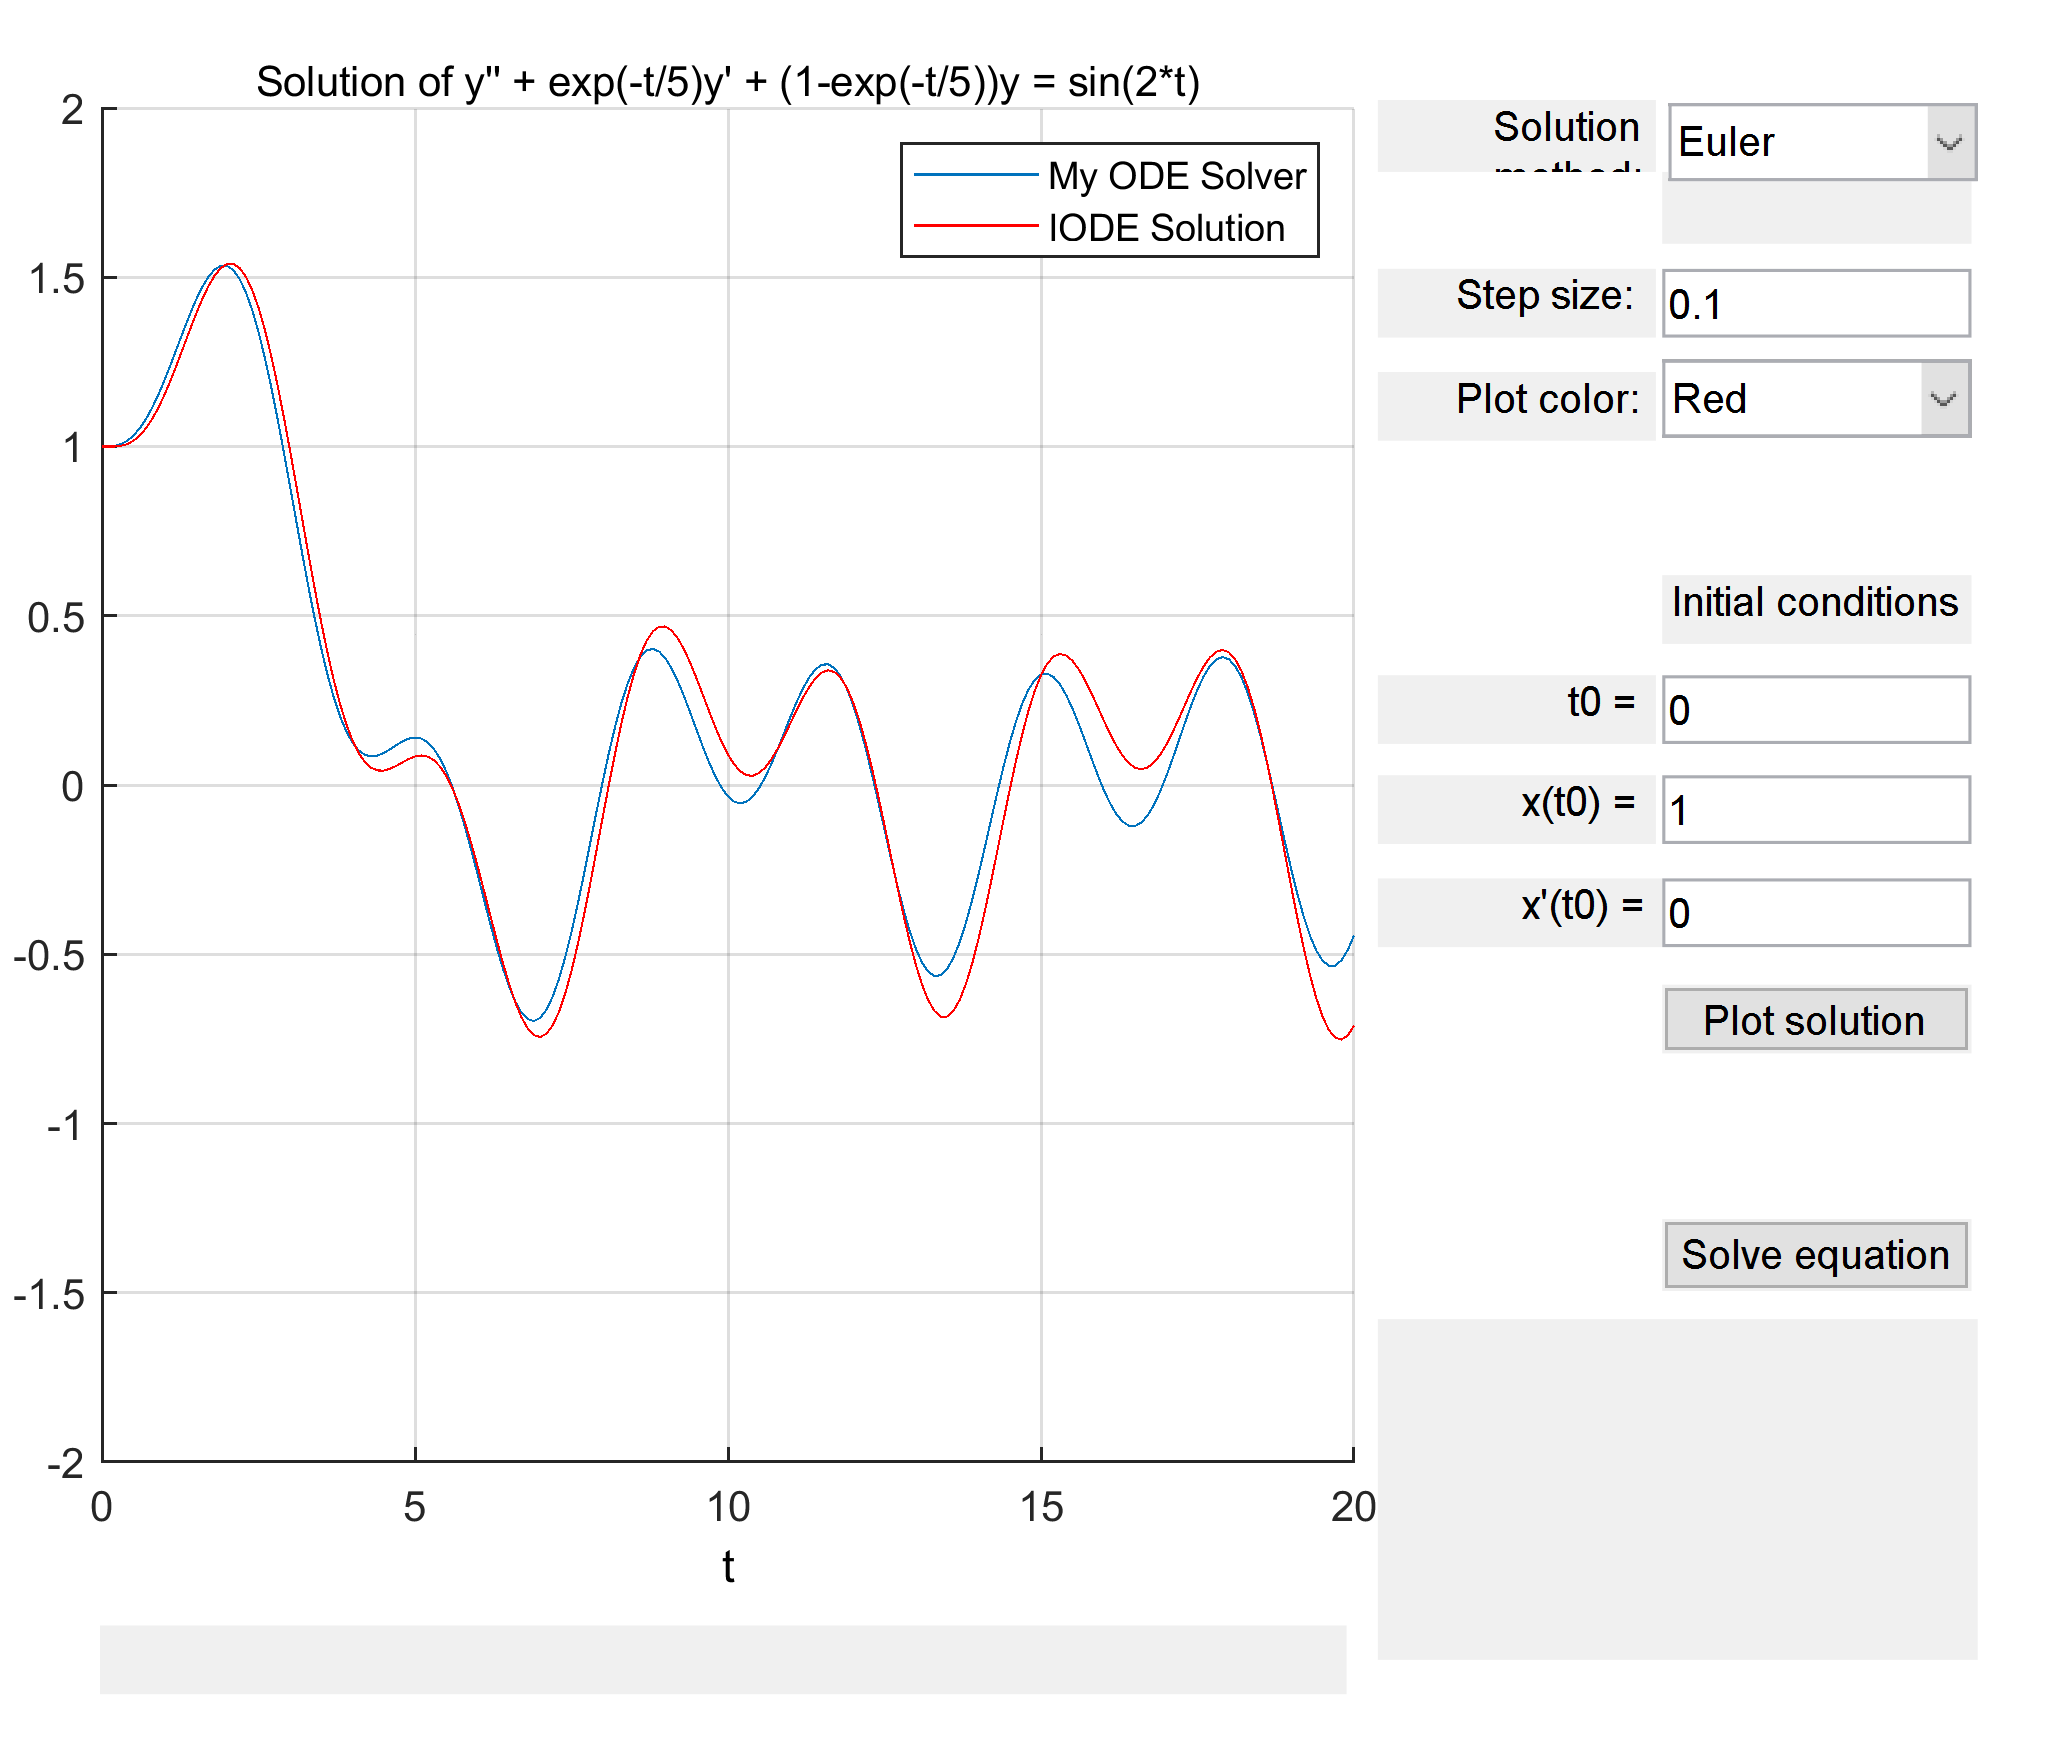 Solution of y'' + exp(-t/5)y' + (1-exp(-t/5))y = sin(2*t)
2
1.5
1
0.5
0
-0.5
-1
-1.5
-2
0 5 10 15 20
t
My ODE Solver
IODE Solution
Solution
method:
Euler
Step size: 0.1
Plot color: Red
Initial conditions
t0 = 0
x(t0) = 1
x'(t0) = 0
Plot solution
Solve equation